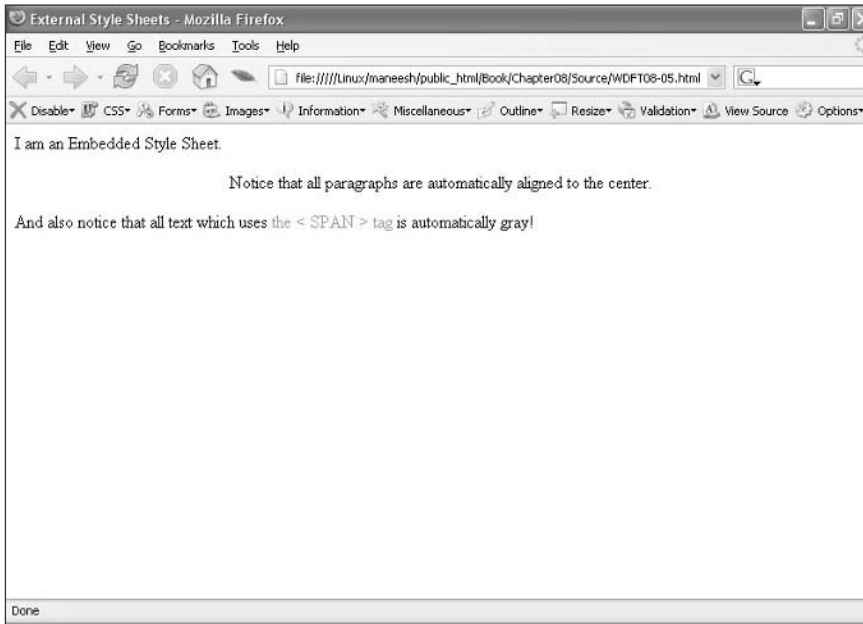 External Style Sheets - Mozilla Firefox
File Edit View Go Bookmarks Tools Help
file://///Linux/maneesh/public_html/Book/Chapter08/Source/WDFT08-05.html G
Disable CSS Forms Images Information Miscellaneous Outline Resize Validation View Source Options
I am an Embedded Style Sheet.
Notice that all paragraphs are automatically aligned to the center.
And also notice that all text which uses the < SPAN > tag is automatically gray!
Done